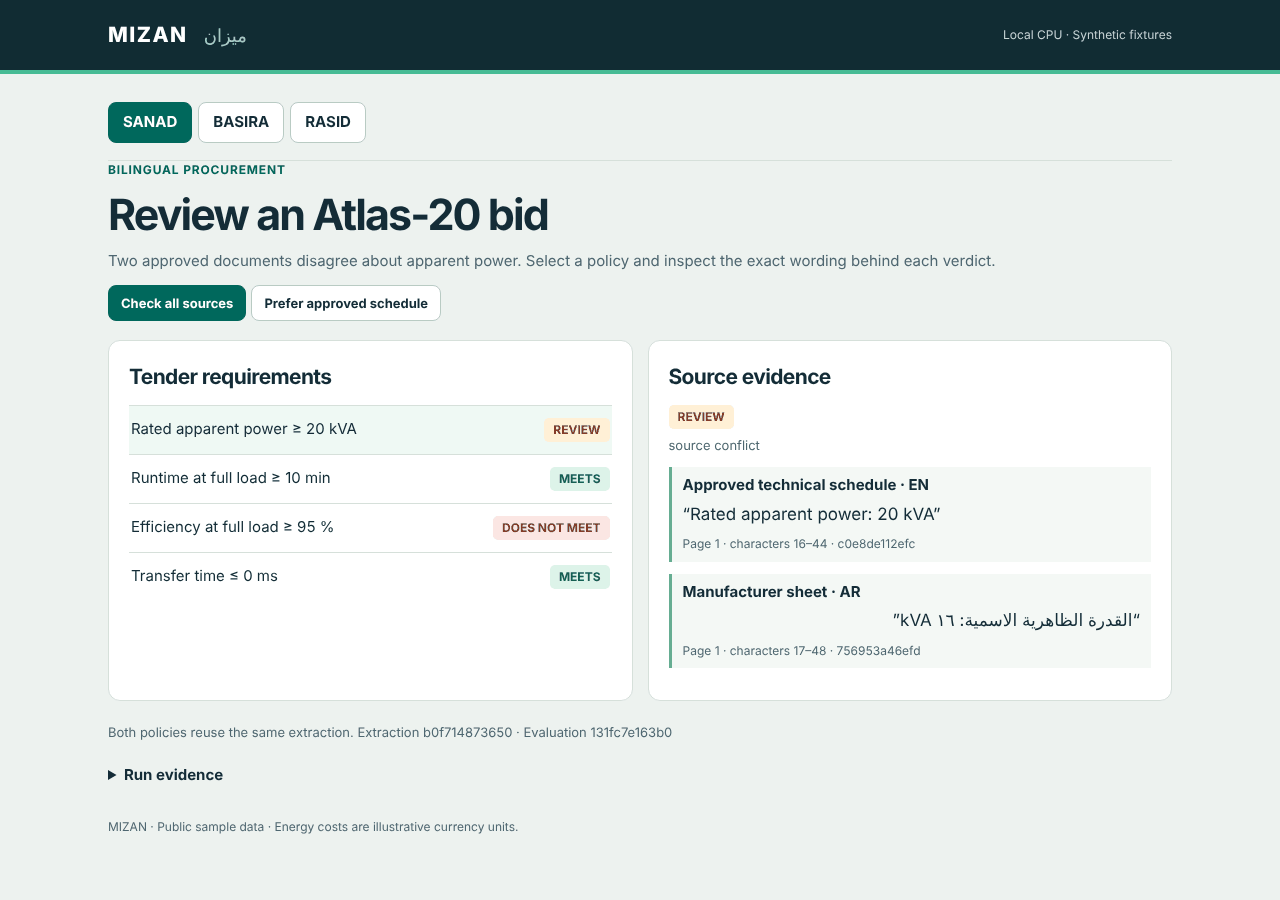 MIZAN ميزان
Local CPU · Synthetic fixtures
SANAD BASIRA RASID
BILINGUAL PROCUREMENT
Review an Atlas-20 bid
Two approved documents disagree about apparent power. Select a policy and inspect the exact wording behind each verdict.
Check all sources Prefer approved schedule
Tender requirements
Rated apparent power ≥ 20 kVA REVIEW
Runtime at full load ≥ 10 min MEETS
Efficiency at full load ≥ 95 % DOES NOT MEET
Transfer time ≤ 0 ms MEETS
Source evidence
REVIEW
source conflict
Approved technical schedule · EN
“Rated apparent power: 20 kVA”
Page 1 · characters 16–44 · c0e8de112efc
Manufacturer sheet · AR
“القدرة الظاهرية الاسمية: ١٦ kVA”
Page 1 · characters 17–48 · 756953a46efd
Both policies reuse the same extraction. Extraction b0f714873650 · Evaluation 131fc7e163b0
▶ Run evidence
MIZAN · Public sample data · Energy costs are illustrative currency units.